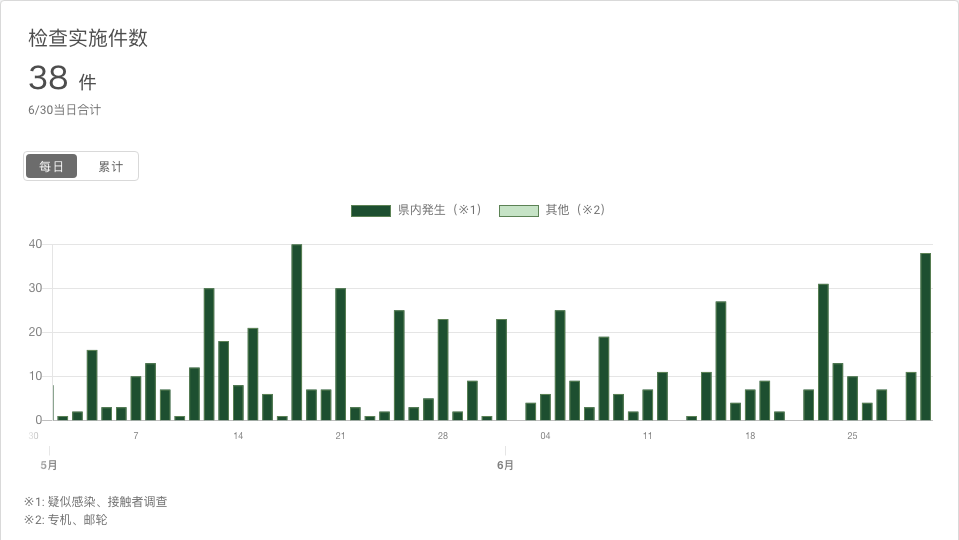 检查实施件数
38 件
6/30当日合计
每日 累计
県内発生（※1） 其他（※2）
40
30
20
10
0
30 7 14 21 28 04 11 18 25
5月 6月
※1: 疑似感染、接触者调查
※2: 专机、邮轮